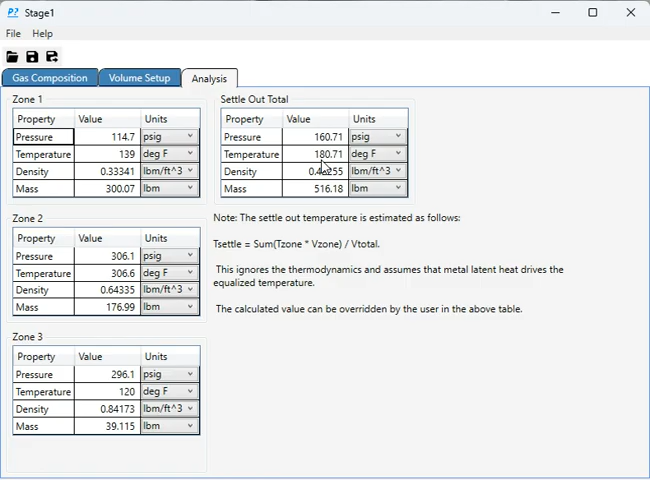 P? Stage1
File Help
Gas Composition Volume Setup Analysis
Zone 1
Property Value Units
Pressure 114.7 psig
Temperature 139 deg F
Density 0.33341 lbm/ft^3
Mass 300.07 lbm
Zone 2
Property Value Units
Pressure 306.1 psig
Temperature 306.6 deg F
Density 0.64335 lbm/ft^3
Mass 176.99 lbm
Zone 3
Property Value Units
Pressure 296.1 psig
Temperature 120 deg F
Density 0.84173 lbm/ft^3
Mass 39.115 lbm
Settle Out Total
Property Value Units
Pressure 160.71 psig
Temperature 180.71 deg F
Density lbm/ft^3
Mass 516.18 lbm
Note: The settle out temperature is estimated as follows:
Tsettle = Sum(Tzone * Vzone) / Vtotal.
This ignores the thermodynamics and assumes that metal latent heat drives the
equalized temperature.
The calculated value can be overridden by the user in the above table.